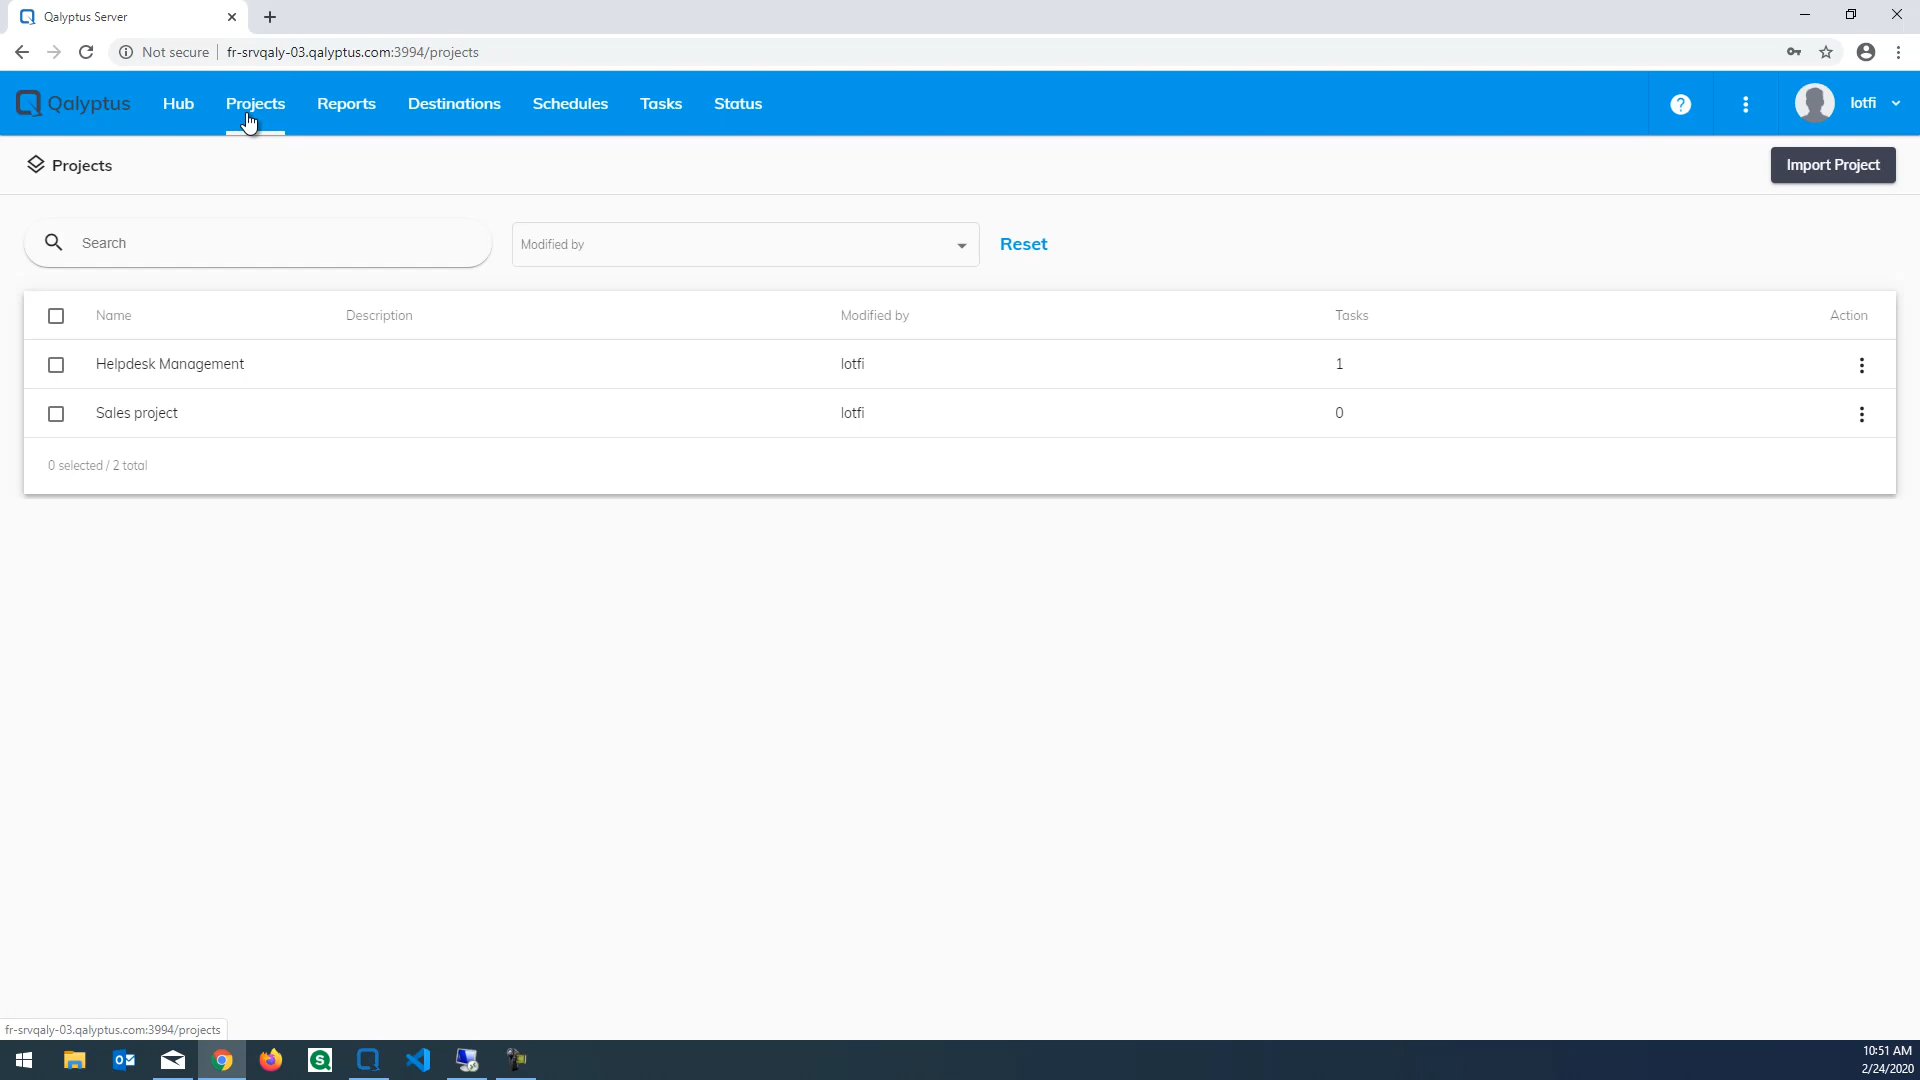 Qalyptus Server
Not secure fr-srvqaly-03.qalyptus.com:3994/projects
Qalyptus Hub Projects Reports Destinations Schedules Tasks Status ? lotfi
Projects Import Project
Search Modified by Reset
Name Description Modified by Tasks Action
Helpdesk Management lotfi 1
Sales project lotfi 0
0 selected / 2 total
fr-srvqaly-03.qalyptus.com:3994/projects
10:51 AM
2/24/2020